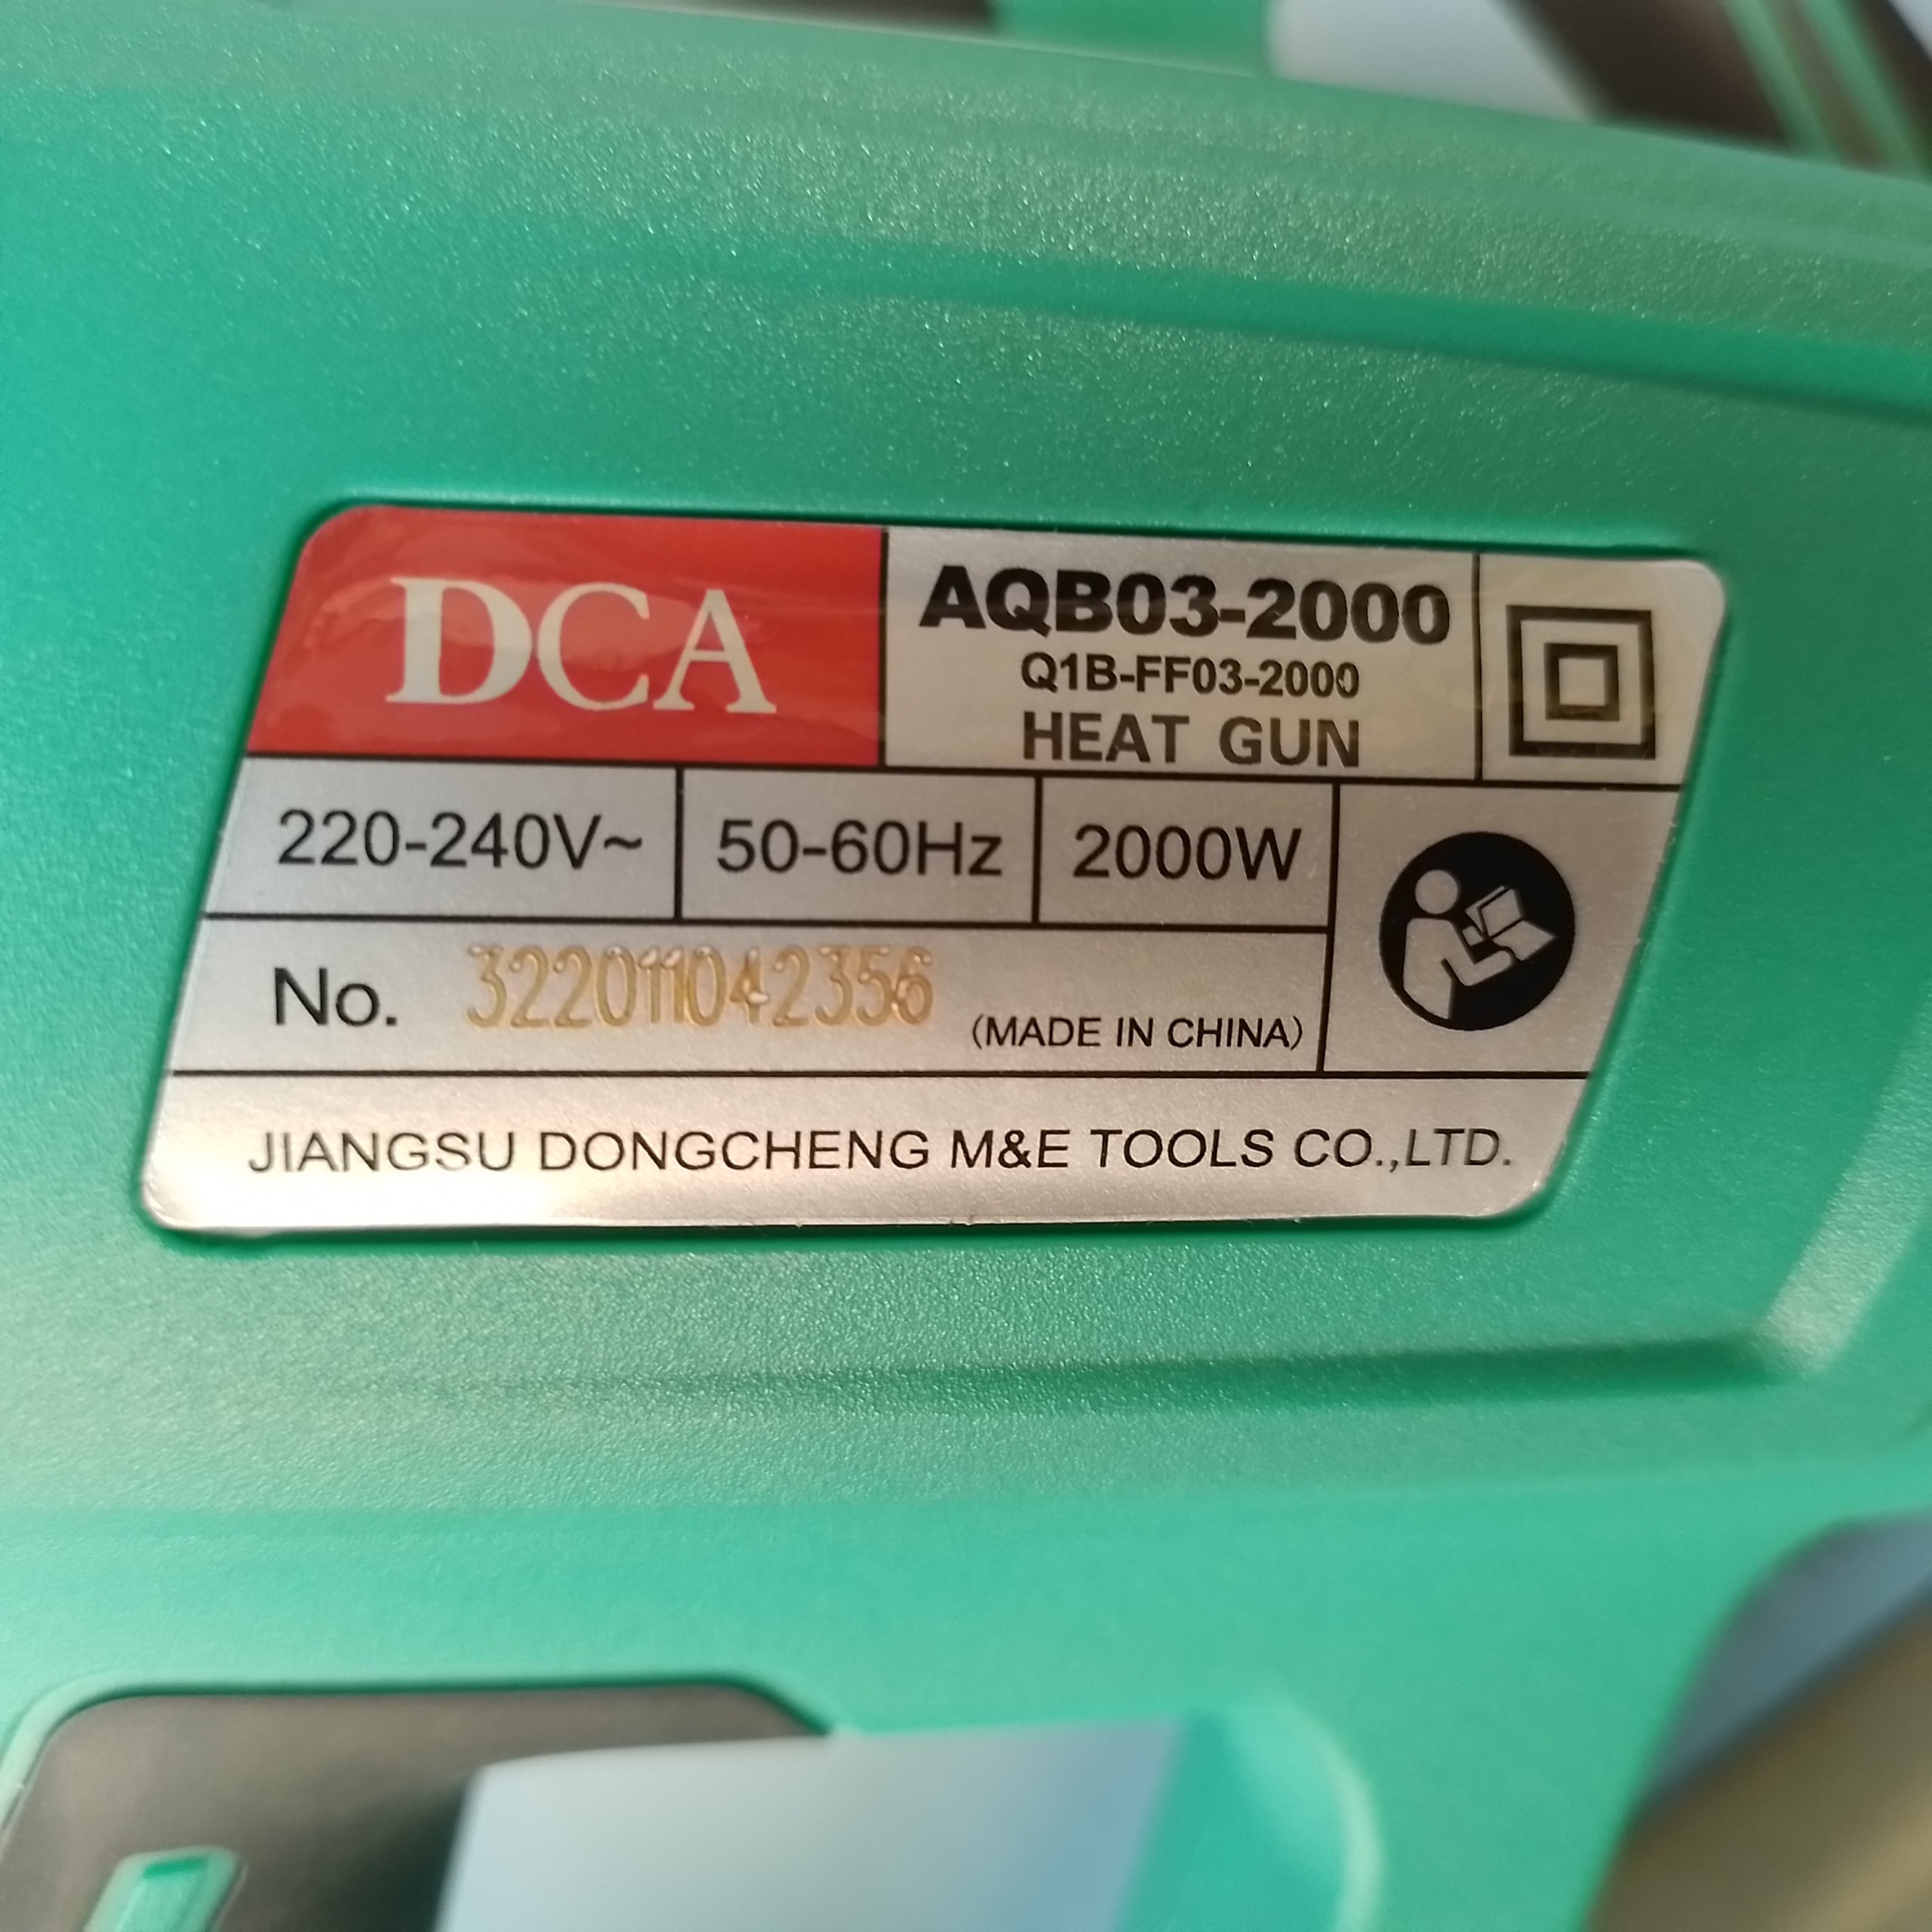 DCA
AQB03-2000
Q1B-FF03-2000
HEAT GUN
220-240V~ 50-60Hz 2000W
No. 322011042356 (MADE IN CHINA)
JIANGSU DONGCHENG M&E TOOLS CO.,LTD.